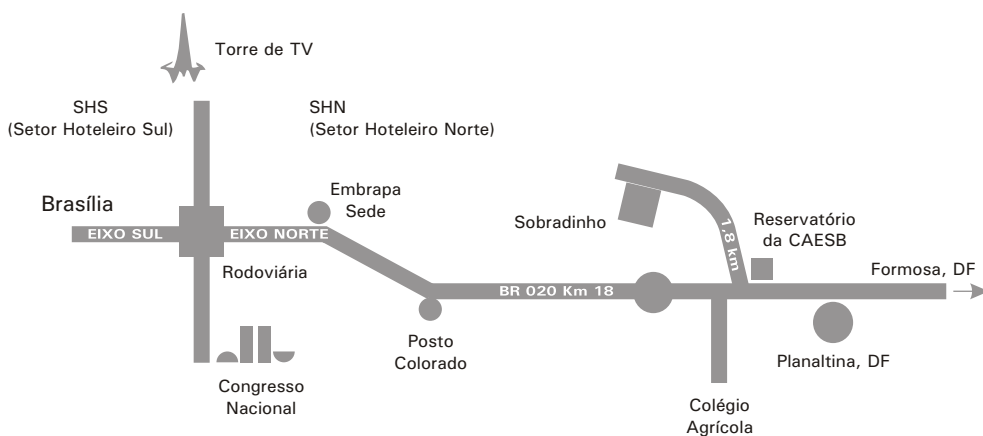 Torre de TV
SHS
(Setor Hoteleiro Sul)
SHN
(Setor Hoteleiro Norte)
Brasília
EIXO SUL
EIXO NORTE
Embrapa
Sede
Rodoviária
Congresso
Nacional
Posto
Colorado
BR 020 Km 18
Sobradinho
1,8 km
Reservatório
da CAESB
Formosa, DF
Planaltina, DF
Colégio
Agrícola